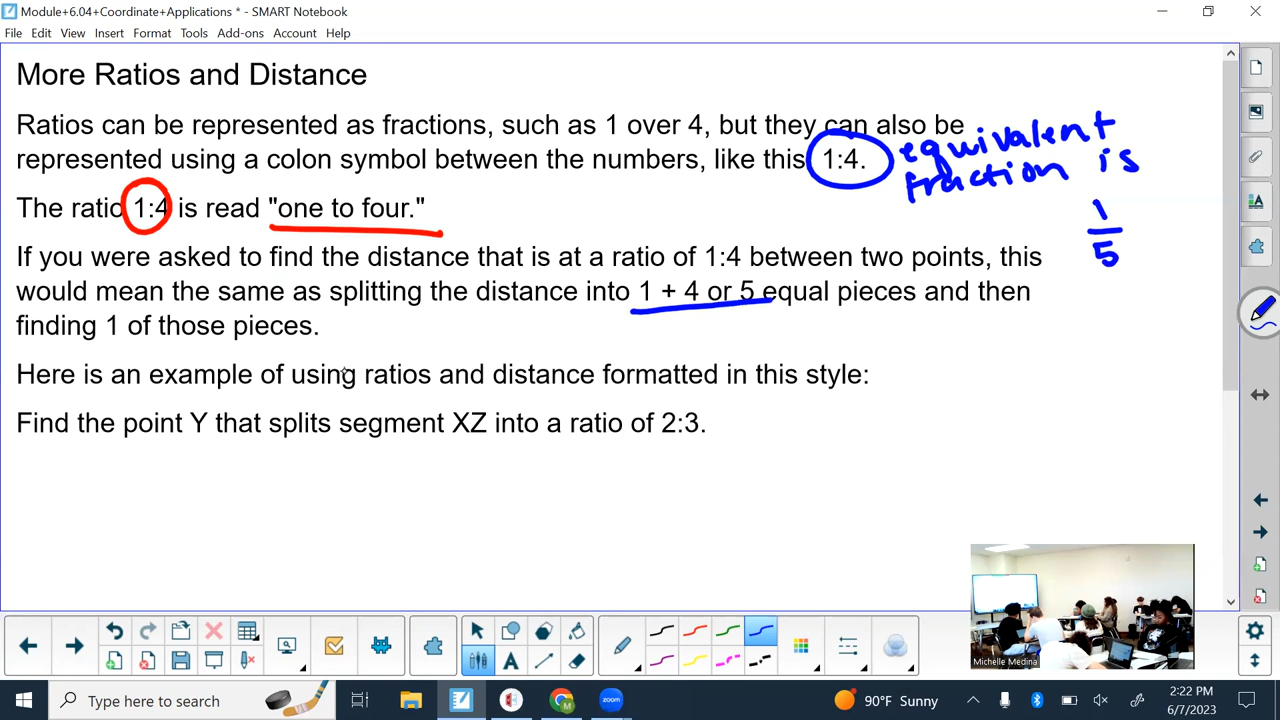 Module+6.04+Coordinate+Applications * - SMART Notebook
File Edit View Insert Format Tools Add-ons Account Help
More Ratios and Distance
Ratios can be represented as fractions, such as 1 over 4, but they can also be
represented using a colon symbol between the numbers, like this 1:4.
equivalent
fraction is
1
5
The ratio 1:4 is read "one to four."
If you were asked to find the distance that is at a ratio of 1:4 between two points, this
would mean the same as splitting the distance into 1 + 4 or 5 equal pieces and then
finding 1 of those pieces.
Here is an example of using ratios and distance formatted in this style:
Find the point Y that splits segment XZ into a ratio of 2:3.
Michelle Medina
Type here to search
zoom
90°F Sunny
2:22 PM
6/7/2023